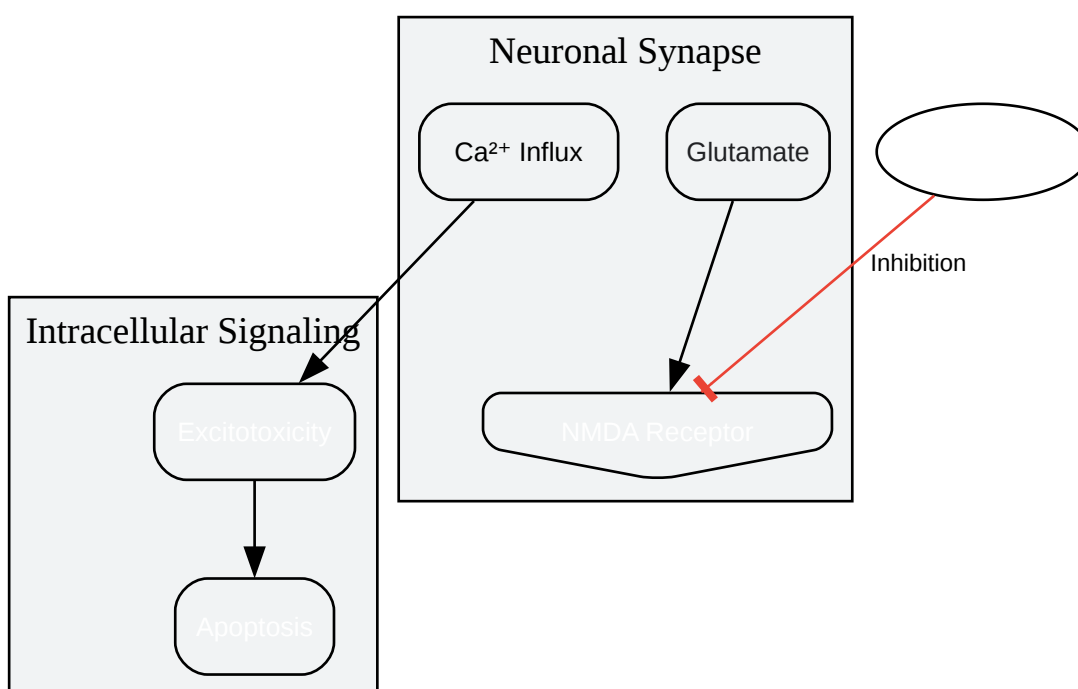 Neuronal Synapse
Ca²⁺ Influx
Glutamate
Inhibition
Intracellular Signaling
Excitotoxicity
NMDA Receptor
Apoptosis